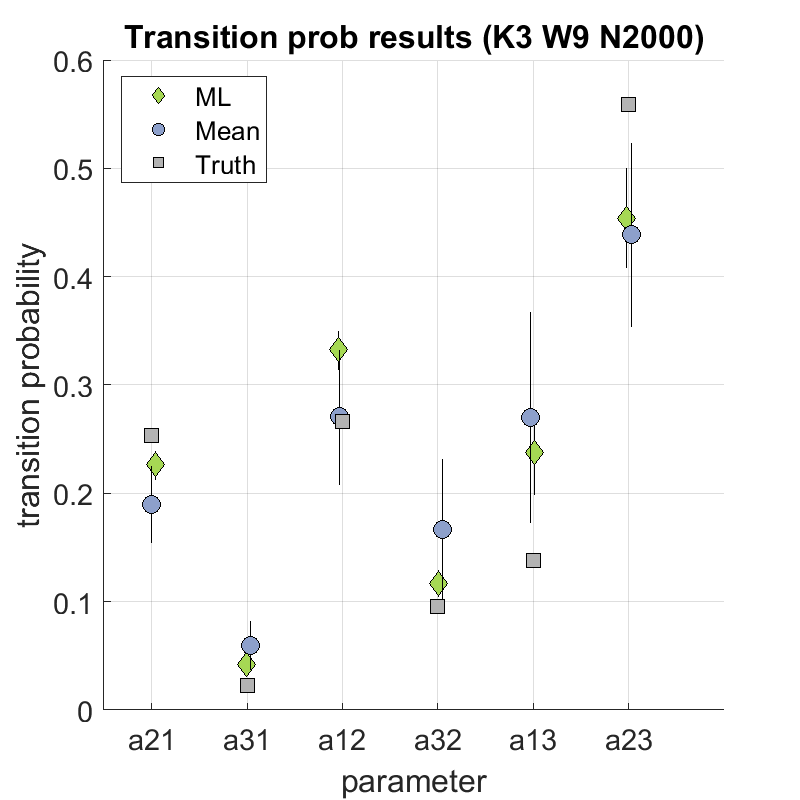 Transition prob results (K3 W9 N2000)
ML
Mean
Truth
0.6
0.5
0.4
0.3
0.2
0.1
0
transition probability
a21 a31 a12 a32 a13 a23
parameter